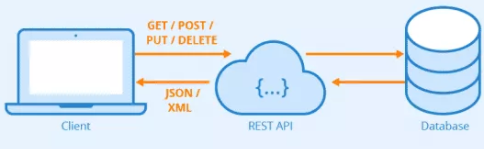 GET / POST /
PUT / DELETE
JSON /
XML
{...}
Client
REST API
Database